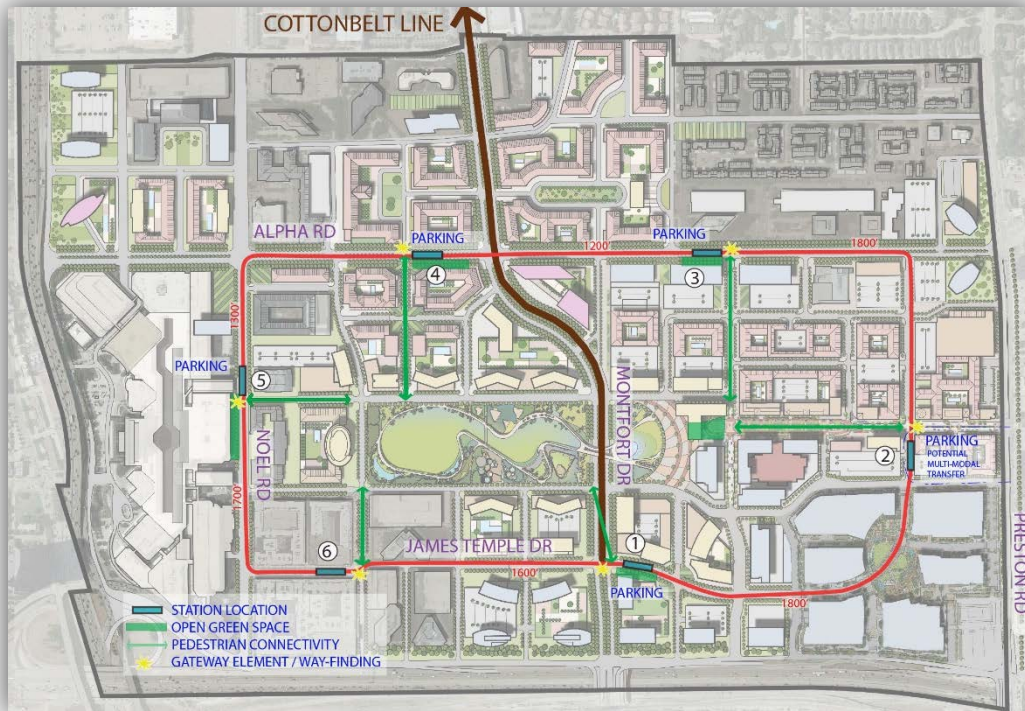 COTTONBELT LINE
ALPHA RD
PARKING
④
1200'
PARKING
③
1800'
1300'
PARKING
⑤
NOEL RD
MONTFORT DR
②
PARKING
POTENTIAL
MULTI-MODAL
TRANSFER
PRESTON RD
1700'
⑥
JAMES TEMPLE DR
1600'
①
PARKING
1800'
STATION LOCATION
OPEN GREEN SPACE
PEDESTRIAN CONNECTIVITY
GATEWAY ELEMENT / WAY-FINDING